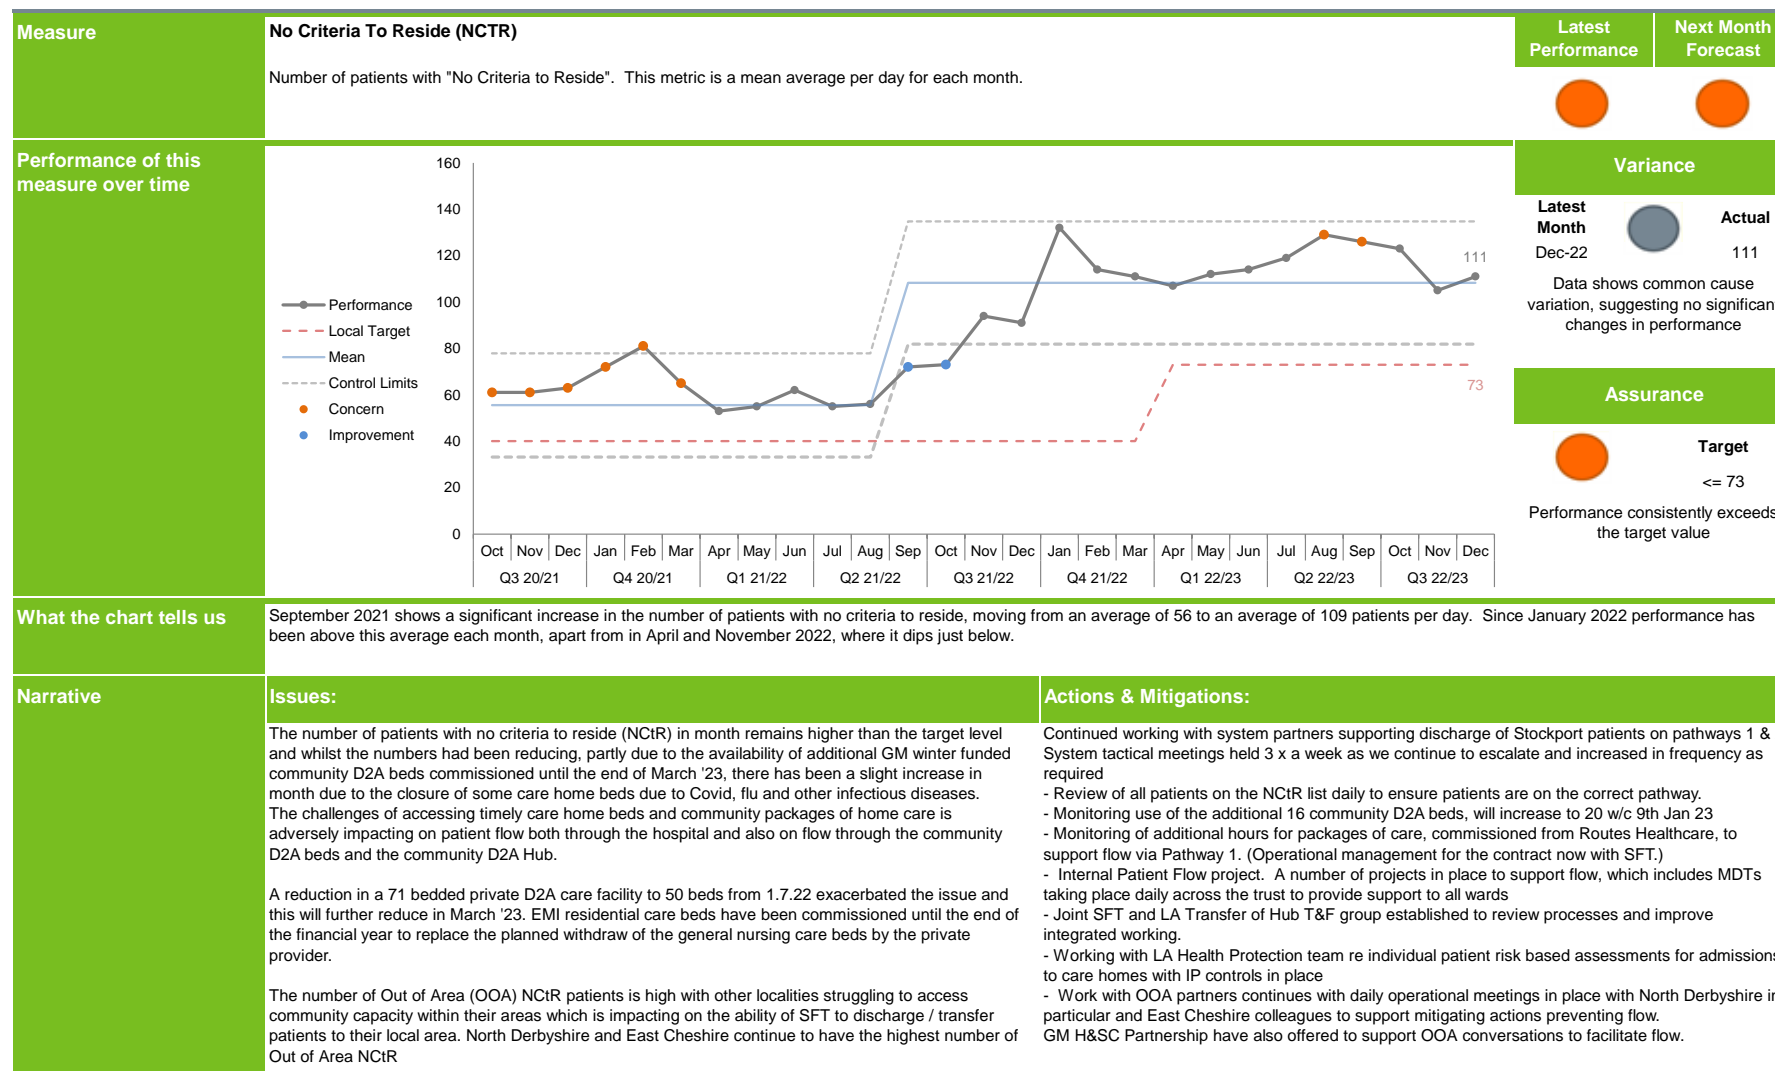 Measure
No Criteria To Reside (NCTR)
Number of patients with "No Criteria to Reside".  This metric is a mean average per day for each month.
Latest
Performance
Next Month
Forecast
Performance of this
measure over time
160
140
120
100
80
60
40
20
0
Performance
Local Target
Mean
Control Limits
Concern
Improvement
111
73
Oct Nov Dec Jan Feb Mar Apr May Jun Jul Aug Sep Oct Nov Dec Jan Feb Mar Apr May Jun Jul Aug Sep Oct Nov Dec
Q3 20/21 Q4 20/21 Q1 21/22 Q2 21/22 Q3 21/22 Q4 21/22 Q1 22/23 Q2 22/23 Q3 22/23
Variance
Latest
Month
Actual
Dec-22
111
Data shows common cause
variation, suggesting no significan
changes in performance
Assurance
Target
<= 73
Performance consistently exceeds
the target value
What the chart tells us
September 2021 shows a significant increase in the number of patients with no criteria to reside, moving from an average of 56 to an average of 109 patients per day.  Since January 2022 performance has
been above this average each month, apart from in April and November 2022, where it dips just below.
Narrative
Issues:
The number of patients with no criteria to reside (NCtR) in month remains higher than the target level
and whilst the numbers had been reducing, partly due to the availability of additional GM winter funded
community D2A beds commissioned until the end of March '23, there has been a slight increase in
month due to the closure of some care home beds due to Covid, flu and other infectious diseases.
The challenges of accessing timely care home beds and community packages of home care is
adversely impacting on patient flow both through the hospital and also on flow through the community
D2A beds and the community D2A Hub.
A reduction in a 71 bedded private D2A care facility to 50 beds from 1.7.22 exacerbated the issue and
this will further reduce in March '23. EMI residential care beds have been commissioned until the end of
the financial year to replace the planned withdraw of the general nursing care beds by the private
provider.
The number of Out of Area (OOA) NCtR patients is high with other localities struggling to access
community capacity within their areas which is impacting on the ability of SFT to discharge / transfer
patients to their local area. North Derbyshire and East Cheshire continue to have the highest number of
Out of Area NCtR
Actions & Mitigations:
Continued working with system partners supporting discharge of Stockport patients on pathways 1 &
System tactical meetings held 3 x a week as we continue to escalate and increased in frequency as
required
- Review of all patients on the NCtR list daily to ensure patients are on the correct pathway.
- Monitoring use of the additional 16 community D2A beds, will increase to 20 w/c 9th Jan 23
- Monitoring of additional hours for packages of care, commissioned from Routes Healthcare, to
support flow via Pathway 1. (Operational management for the contract now with SFT.)
-  Internal Patient Flow project.  A number of projects in place to support flow, which includes MDTs
taking place daily across the trust to provide support to all wards
- Joint SFT and LA Transfer of Hub T&F group established to review processes and improve
integrated working.
- Working with LA Health Protection team re individual patient risk based assessments for admissions
to care homes with IP controls in place
-  Work with OOA partners continues with daily operational meetings in place with North Derbyshire in
particular and East Cheshire colleagues to support mitigating actions preventing flow.
GM H&SC Partnership have also offered to support OOA conversations to facilitate flow.